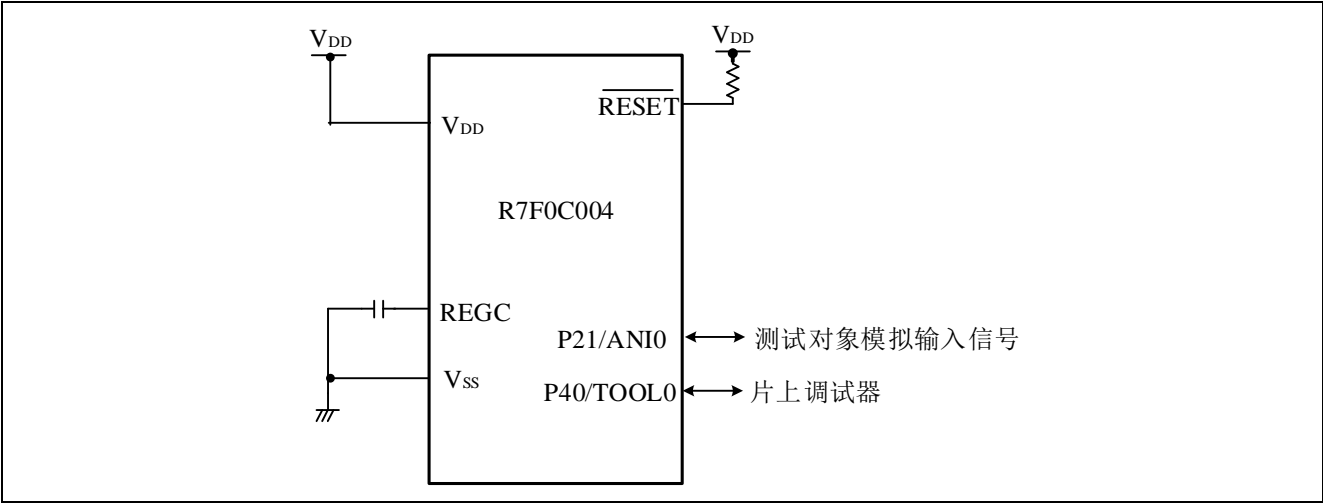 VDD
VDD
RESET
VDD
R7F0C004
REGC
P21/ANI0
测试对象模拟输入信号
VSS
P40/TOOL0
片上调试器